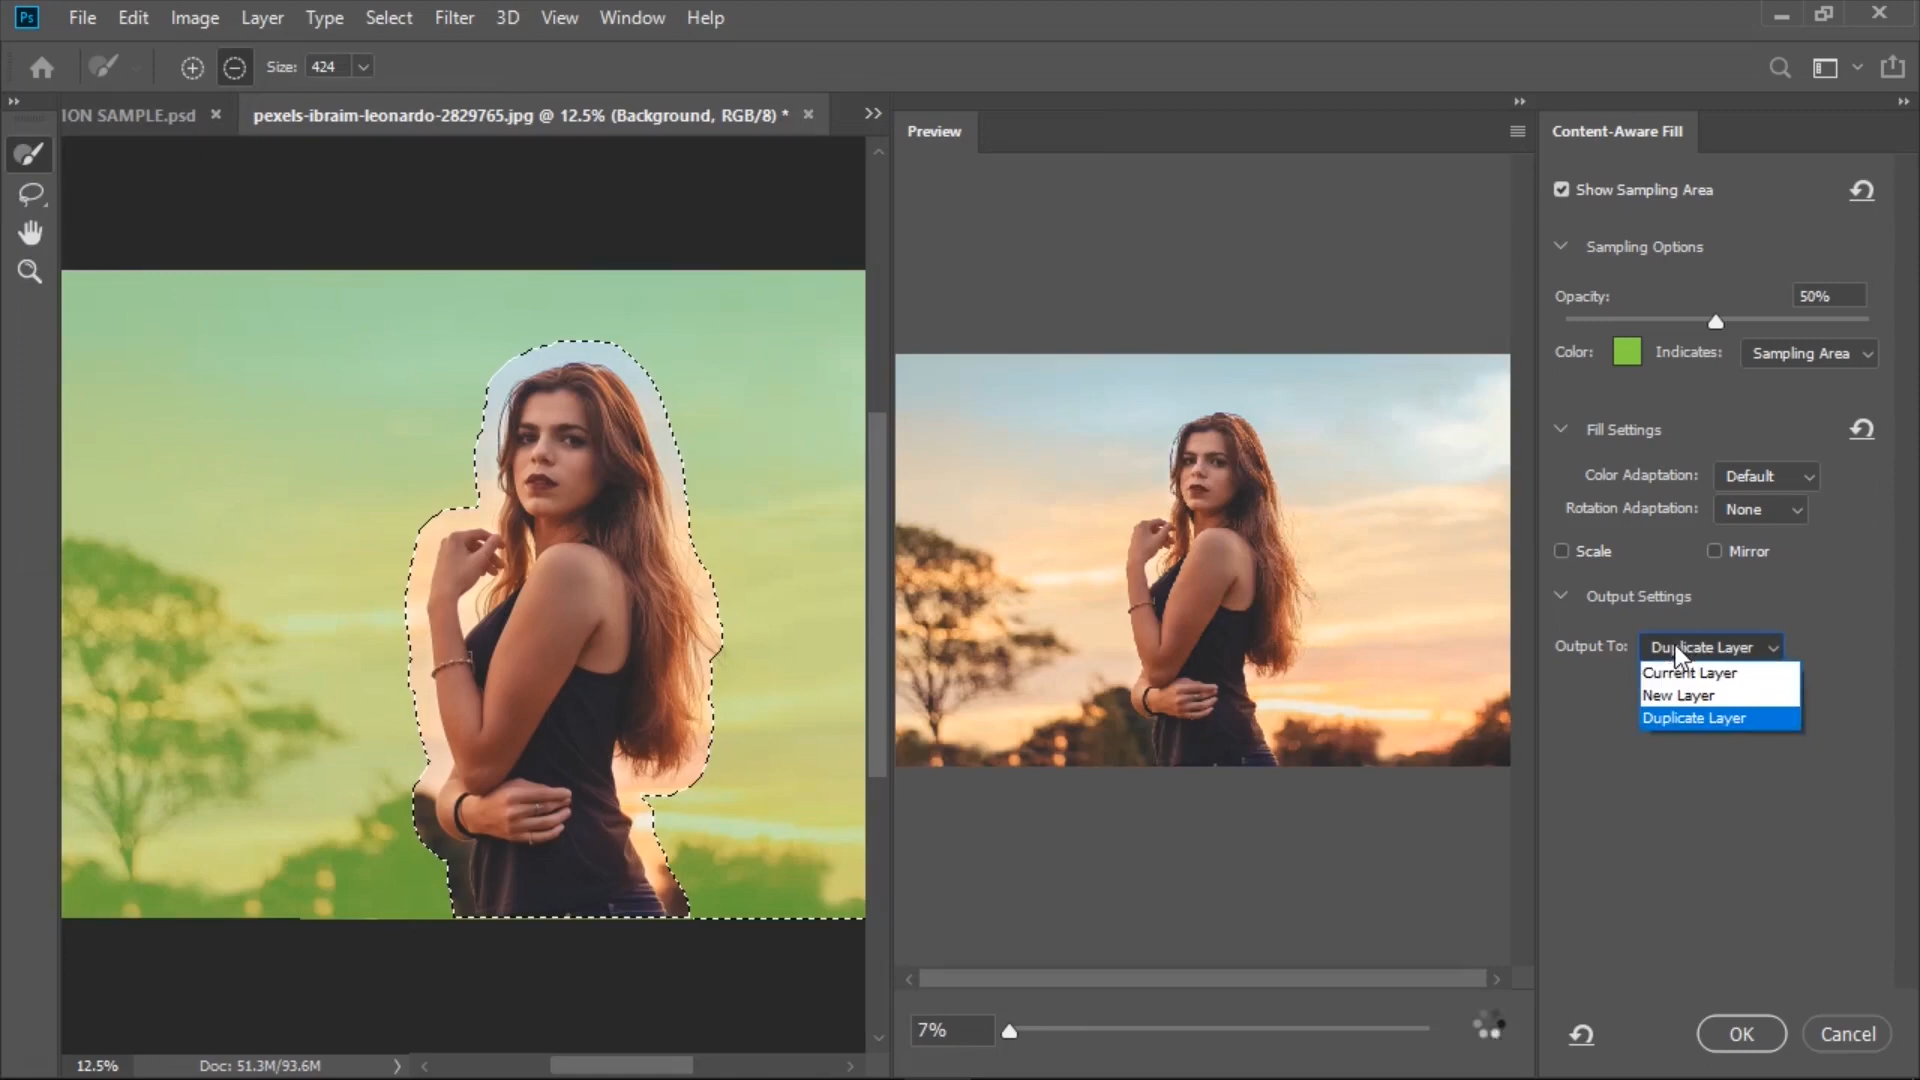 Ps File Edit Image Layer Type Select Filter 3D View Window Help
Size: 424
ION SAMPLE.psd × pexels-ibraim-leonardo-2829765.jpg @ 12.5% (Background, RGB/8) * ×
Preview
Content-Aware Fill
Show Sampling Area
Sampling Options
Opacity: 50%
Color: Indicates: Sampling Area
Fill Settings
Color Adaptation: Default
Rotation Adaptation: None
Scale Mirror
Output Settings
Output To: Duplicate Layer
Current Layer
New Layer
Duplicate Layer
7%
OK Cancel
12.5% Doc: 51.3M/93.6M